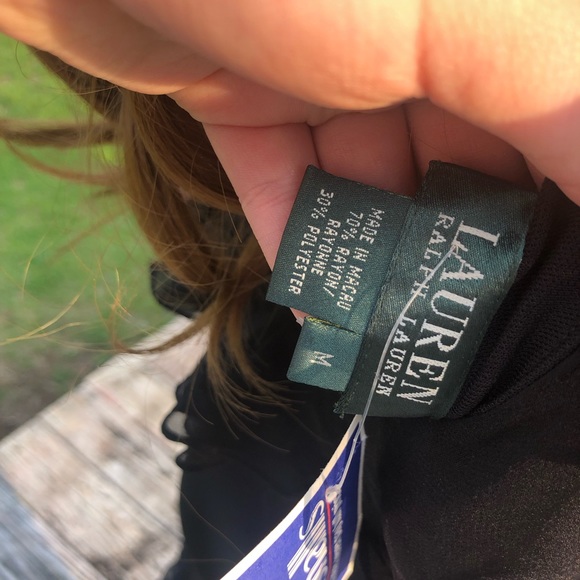 LAUREN
RALPH LAUREN
MADE IN MACAU
70% RAYON/
RAYONNE
30% POLYESTER
M